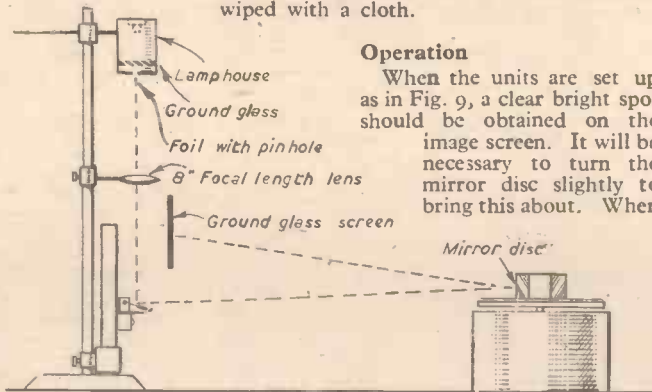 wiped with a cloth.
Operation
When the units are set up
as in Fig. 9, a clear bright spo
should be obtained on the
image screen. It will be
necessary to turn the
mirror disc slightly to
bring this about. When
Lamphouse
Ground glass
Foil with pinhole
8" Focal length lens
Ground glass screen
Mirror disc